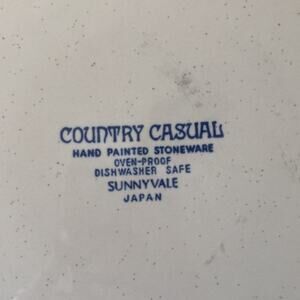 COUNTRY CASUAL
HAND PAINTED STONEWARE
OVEN-PROOF
DISHWASHER SAFE
SUNNYVALE
JAPAN